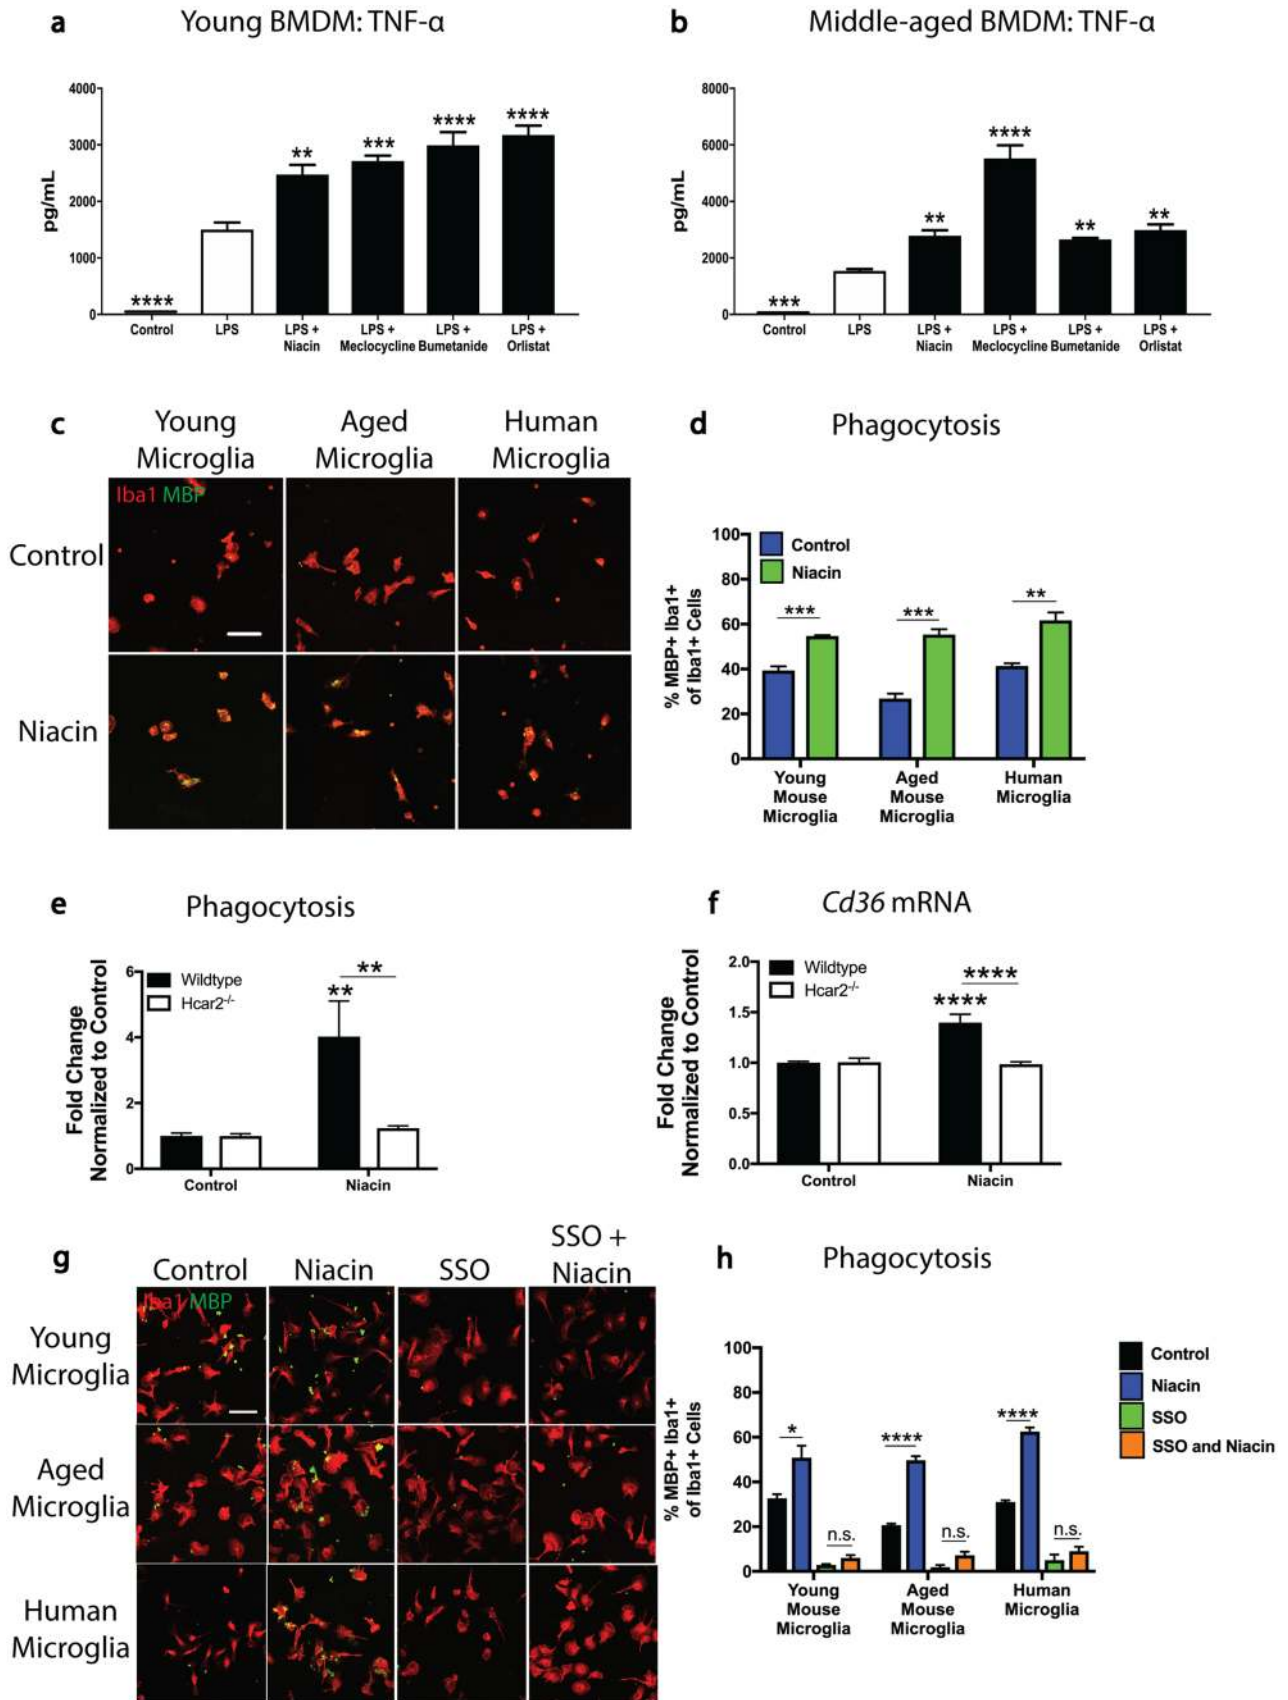 a Young BMDM: TNF-α
pg/mL
4000
3000
2000
1000
0
****
**
***
****
****
Control
LPS
LPS +
Niacin
LPS +
Meclocycline
LPS +
Bumetanide
LPS +
Orlistat
b Middle-aged BMDM: TNF-α
pg/mL
8000
6000
4000
2000
0
***
**
****
**
**
Control
LPS
LPS +
Niacin
LPS +
Meclocycline
LPS +
Bumetanide
LPS +
Orlistat
c
Young
Microglia
Aged
Microglia
Human
Microglia
Iba1 MBP
Control
Niacin
d Phagocytosis
% MBP+ Iba1+
of Iba1+ Cells
100
80
60
40
20
0
Control
Niacin
***
***
**
Young
Mouse
Microglia
Aged
Mouse
Microglia
Human
Microglia
e Phagocytosis
Fold Change
Normalized to Control
6
4
2
0
Wildtype
Hcar2-/-
**
**
Control
Niacin
f Cd36 mRNA
Fold Change
Normalized to Control
2.0
1.5
1.0
0.5
0.0
Wildtype
Hcar2-/-
****
****
Control
Niacin
g
Control
Niacin
SSO
SSO +
Niacin
Iba1 MBP
Young
Microglia
Aged
Microglia
Human
Microglia
h Phagocytosis
% MBP+ Iba1+
of Iba1+ Cells
100
80
60
40
20
0
*
n.s.
****
n.s.
****
n.s.
Young
Mouse
Microglia
Aged
Mouse
Microglia
Human
Microglia
Control
Niacin
SSO
SSO and Niacin